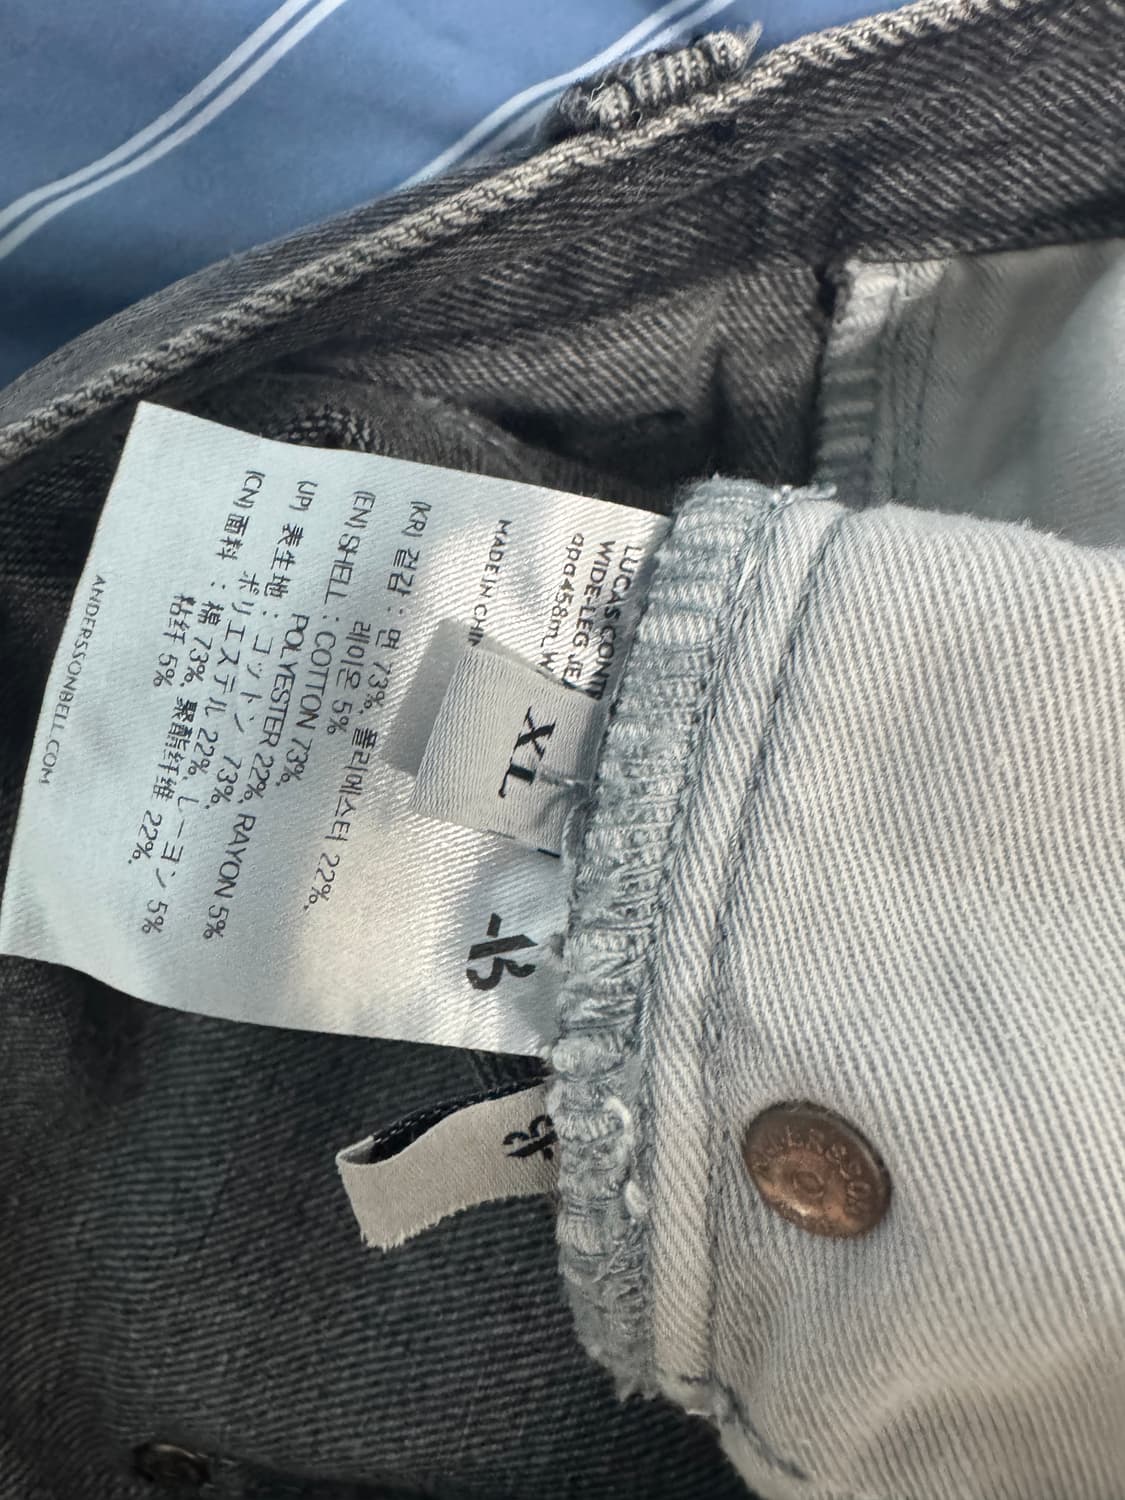 LUCAS CONT
WIDE-LEG JE
apa458m_W
MADE IN CHIN
XL
(KR) 겉감 : 면 73%, 폴리에스터 22%,
레이온 5%
(EN) SHELL : COTTON 73%,
POLYESTER 22%, RAYON 5%
(JP) 表生地 : コットン 73%,
ポリエステル 22%, レーヨン 5%
(CN) 面料 : 棉 73%, 聚酯纤维 22%,
粘纤 5%
ANDERSSONBELL.COM